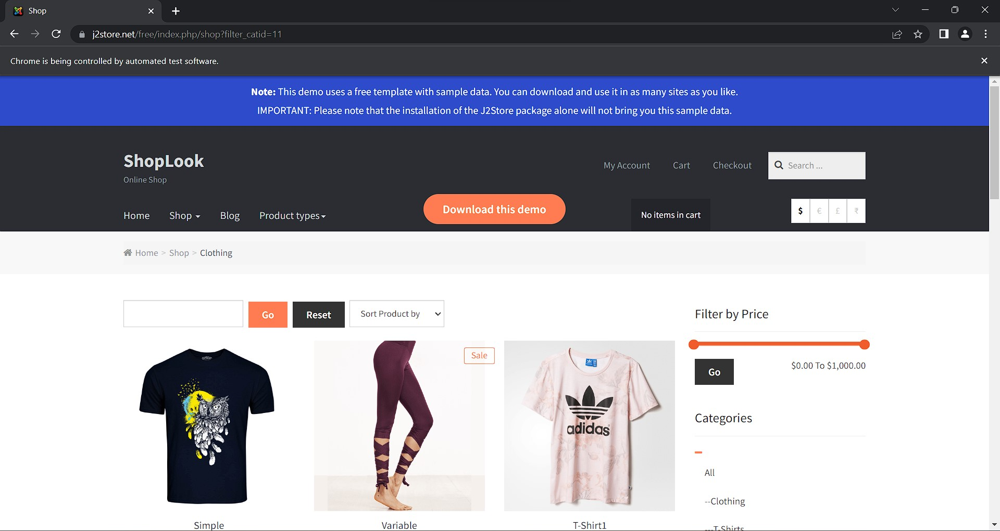 Shop
j2store.net/free/index.php/shop?filter_catid=11
Chrome is being controlled by automated test software.
Note: This demo uses a free template with sample data. You can download and use it in as many sites as you like.
IMPORTANT: Please note that the installation of the J2Store package alone will not bring you this sample data.
ShopLook
Online Shop
My Account
Cart
Checkout
Search ...
Home
Shop
Blog
Product types
Download this demo
No items in cart
$ € £ ₹
Home > Shop > Clothing
Go
Reset
Sort Product by
Filter by Price
Sale
$0.00 To $1,000.00
Go
adidas
Categories
All
--Clothing
Simple
Variable
T-Shirt1
---T-Shirts